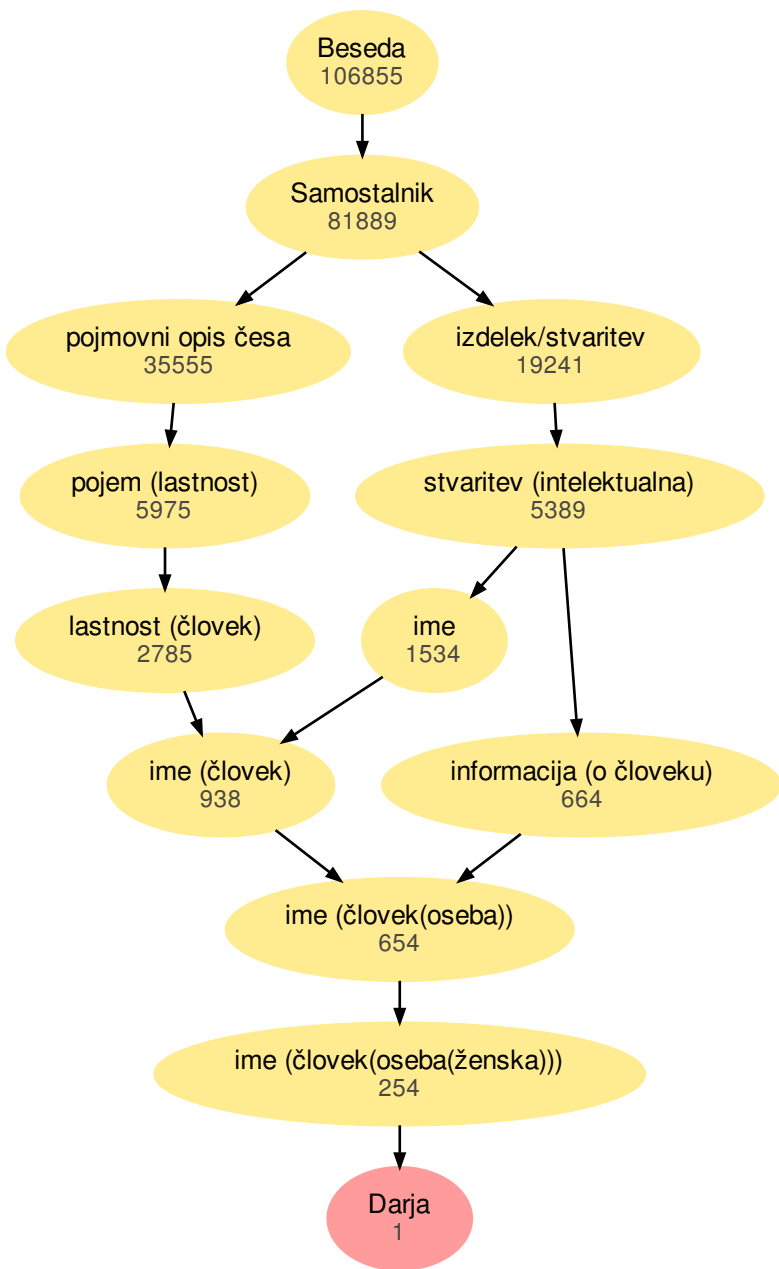 Beseda
106855
Samostalnik
81889
pojmovni opis česa
35555
izdelek/stvaritev
19241
pojem (lastnost)
5975
stvaritev (intelektualna)
5389
lastnost (človek)
2785
ime
1534
ime (človek)
938
informacija (o človeku)
664
ime (človek(oseba))
654
ime (človek(oseba(ženska)))
254
Darja
1